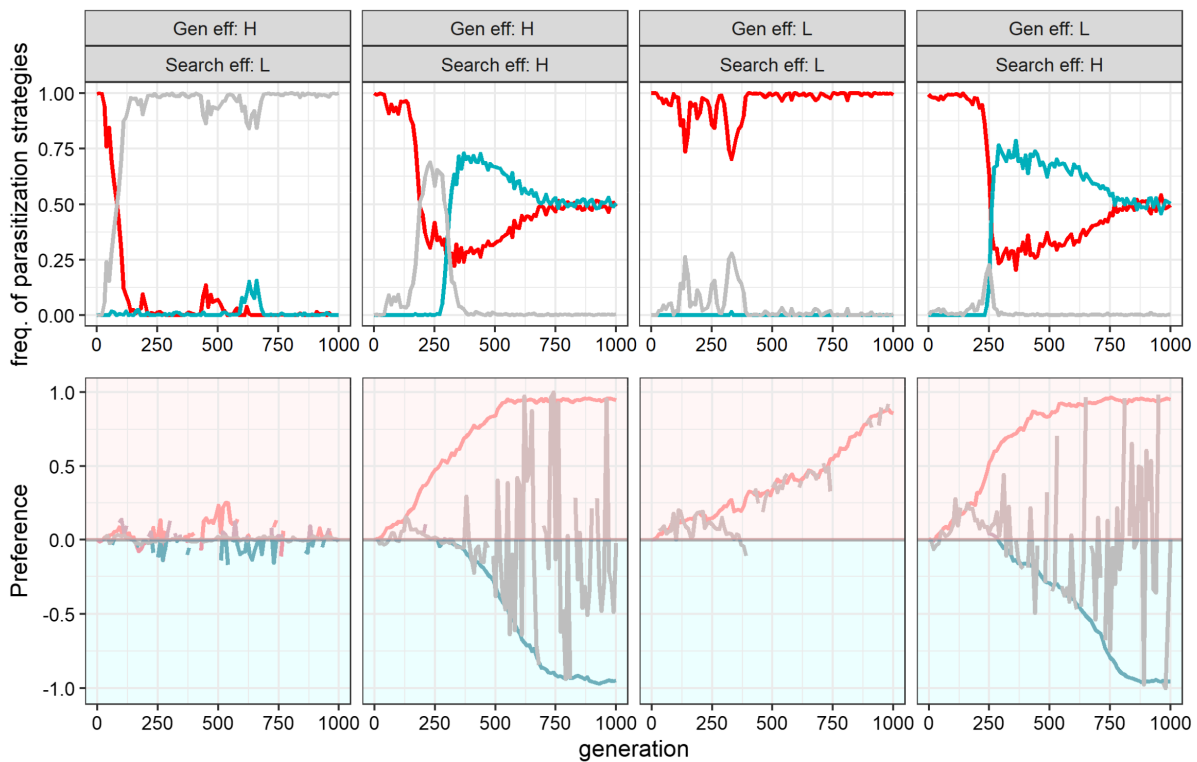 Gen eff: H Gen eff: H Gen eff: L Gen eff: L
Search eff: L Search eff: H Search eff: L Search eff: H
freq. of parasitization strategies
1.00
0.75
0.50
0.25
0.00
0 250 500 750 1000 0 250 500 750 1000 0 250 500 750 1000 0 250 500 750 1000
Preference
1.0
0.5
0.0
-0.5
-1.0
0 250 500 750 1000 0 250 500 750 1000 0 250 500 750 1000 0 250 500 750 1000
generation